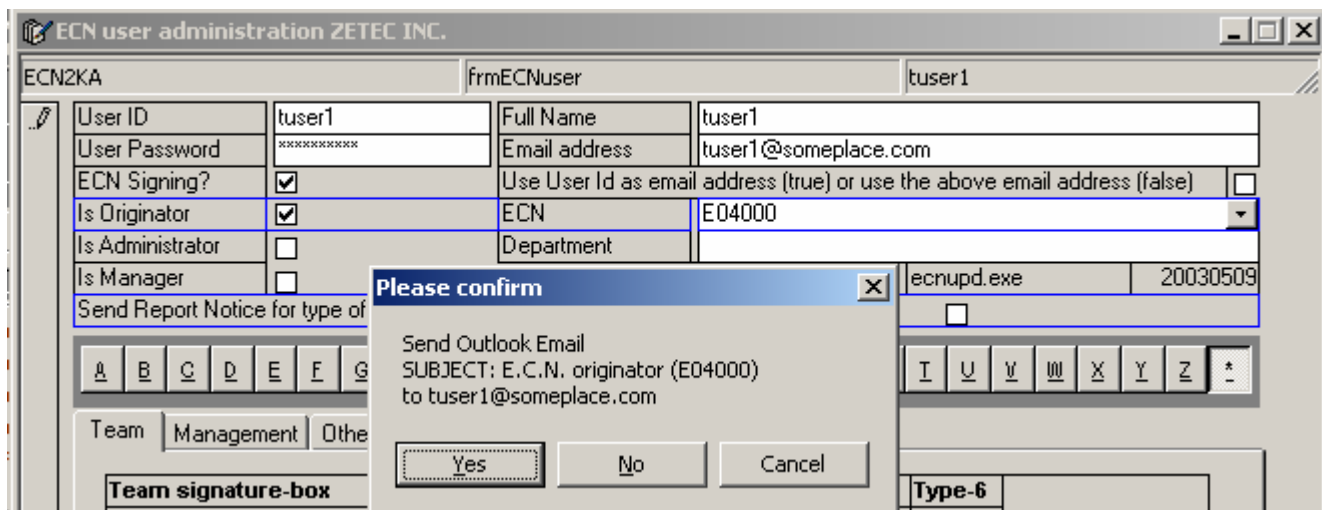 ECN user administration ZETEC INC.
ECN2KA frmECNuser tuser1
User ID tuser1 Full Name tuser1
User Password ********** Email address tuser1@someplace.com
ECN Signing? Use User Id as email address (true) or use the above email address (false)
Is Originator ECN E04000
Is Administrator Department
Is Manager ecnupd.exe 20030509
Send Report Notice for type of
Please confirm
Send Outlook Email
SUBJECT: E.C.N. originator (E04000)
to tuser1@someplace.com
A B C D E F G T U V W X Y Z *
Team Management Othe
Yes No Cancel
Team signature-box Type-6